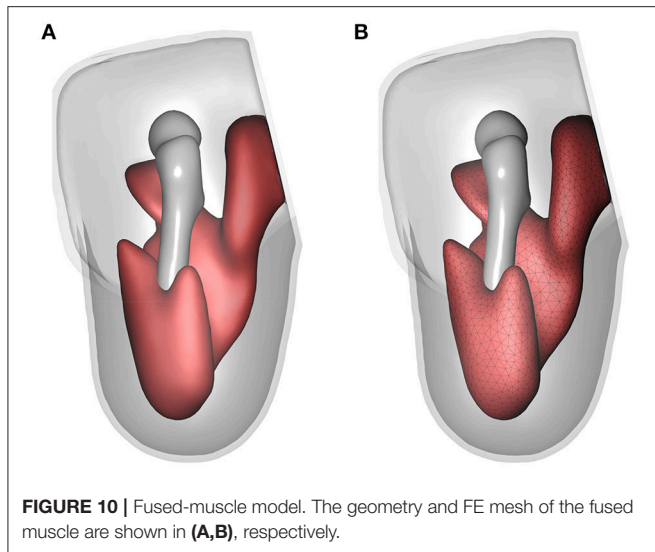 A B
FIGURE 10 | Fused-muscle model. The geometry and FE mesh of the fused
muscle are shown in (A,B), respectively.